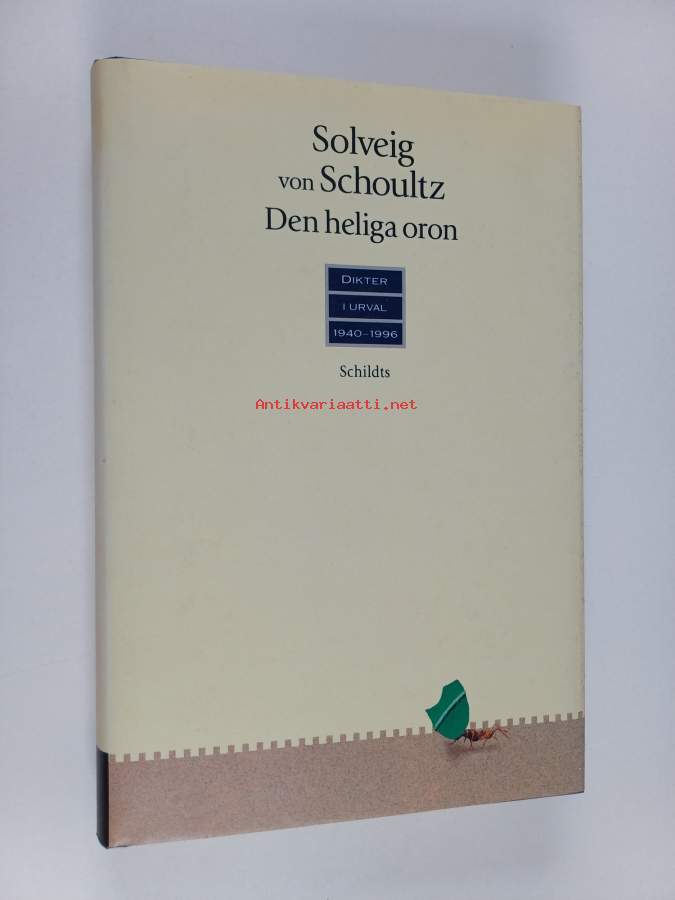 Solveig
von Schoultz
Den heliga oron
DIKTER
I URVAL
1940–1996
Schildts
Antikvariaatti.net